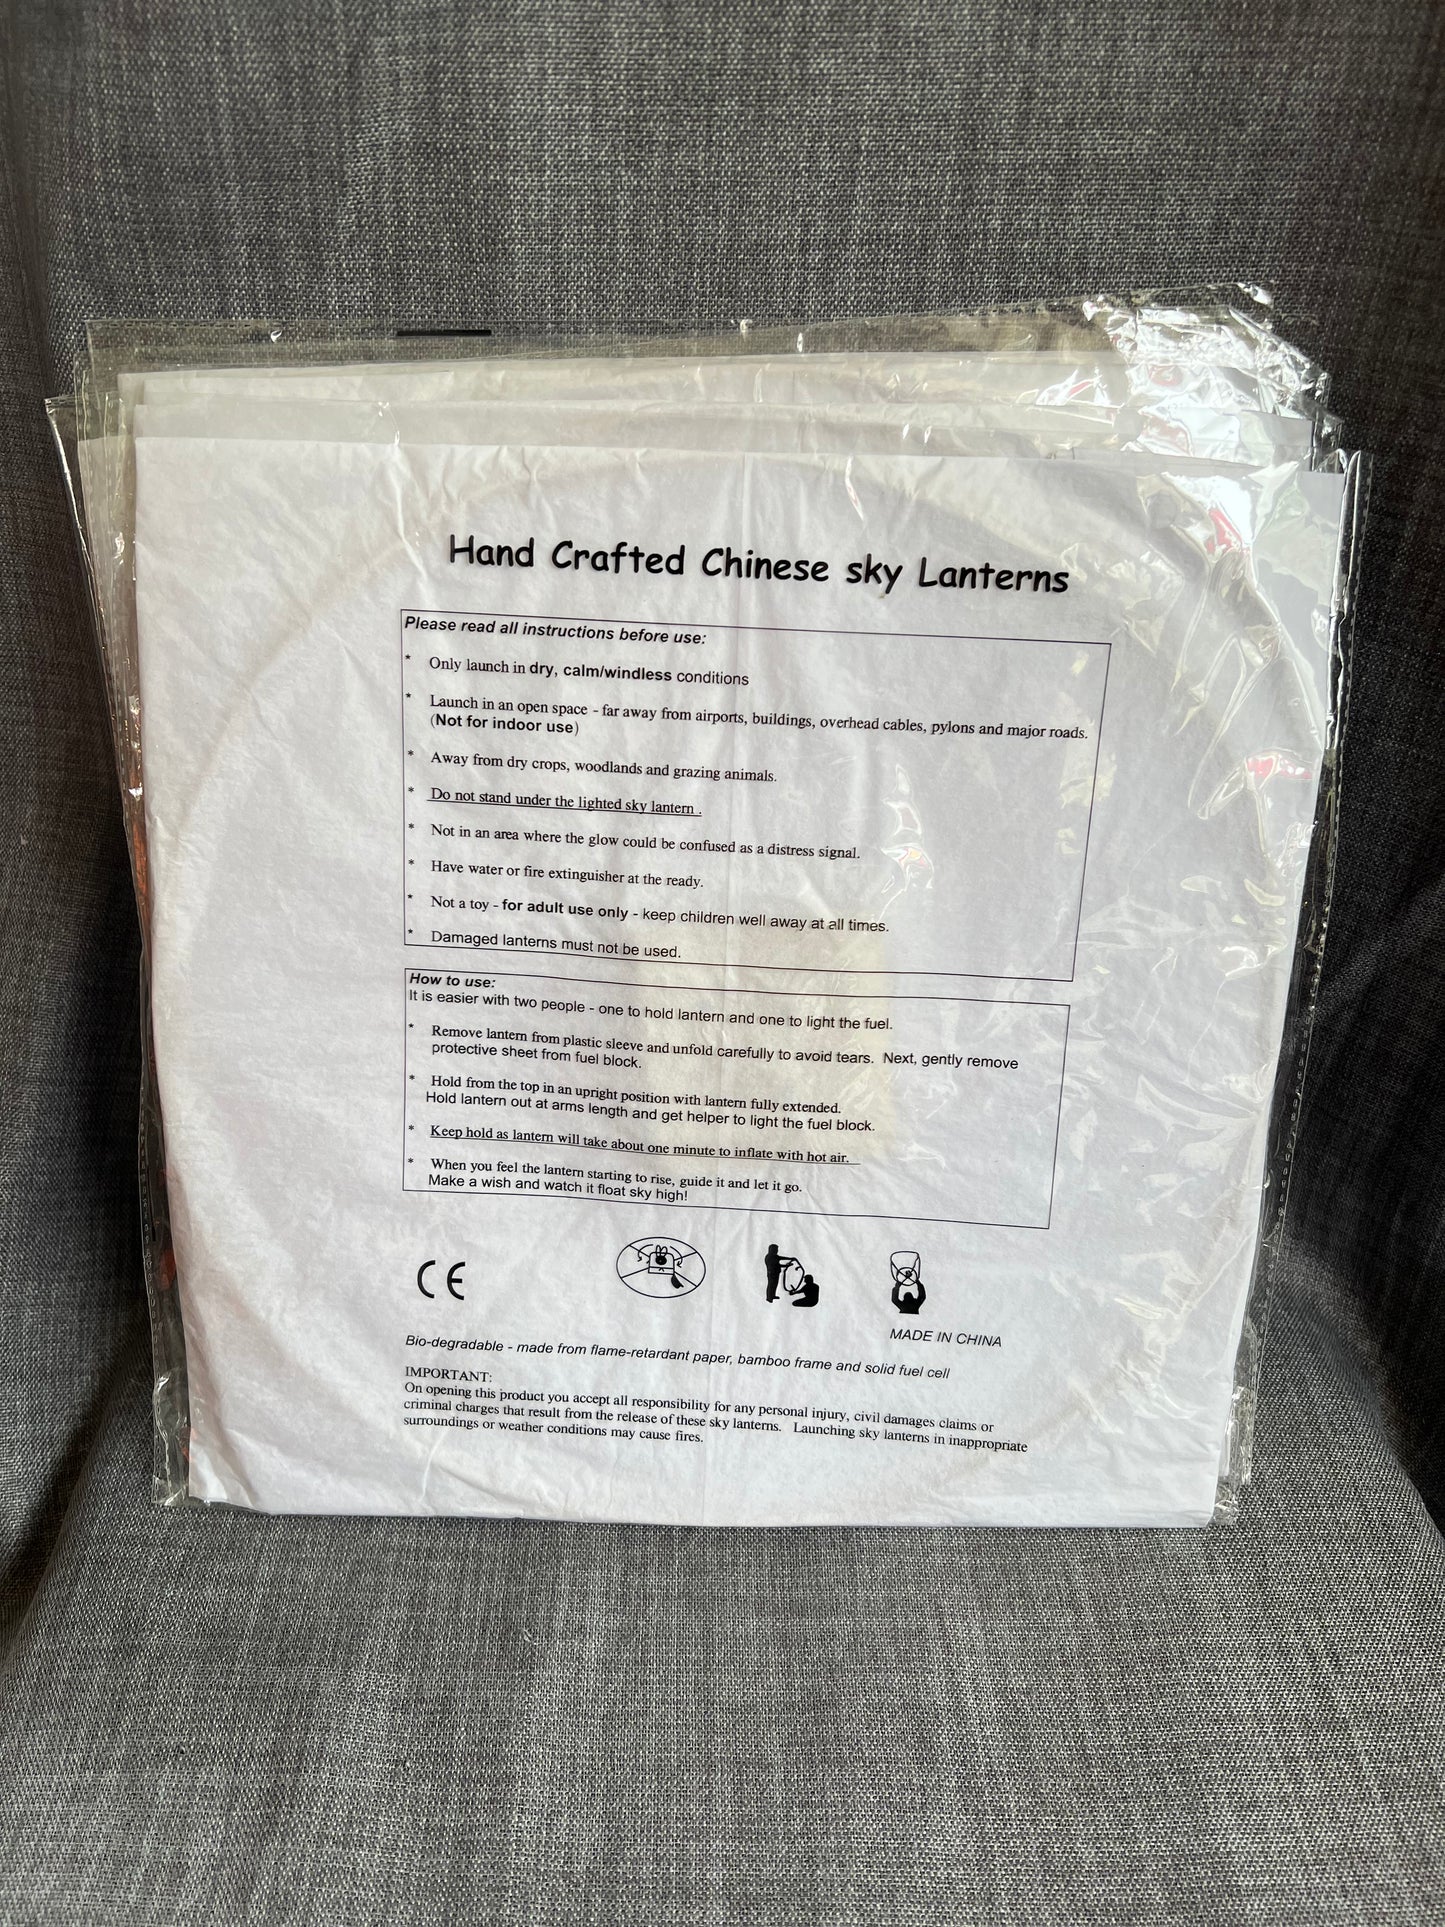 Hand Crafted Chinese sky Lanterns
Please read all instructions before use:
* Only launch in dry, calm/windless conditions
* Launch in an open space - far away from airports, buildings, overhead cables, pylons and major roads.
(Not for indoor use)
* Away from dry crops, woodlands and grazing animals.
* Do not stand under the lighted sky lantern .
* Not in an area where the glow could be confused as a distress signal.
* Have water or fire extinguisher at the ready.
* Not a toy - for adult use only - keep children well away at all times.
* Damaged lanterns must not be used.
How to use:
It is easier with two people - one to hold lantern and one to light the fuel.
* Remove lantern from plastic sleeve and unfold carefully to avoid tears. Next, gently remove
protective sheet from fuel block.
* Hold from the top in an upright position with lantern fully extended.
Hold lantern out at arms length and get helper to light the fuel block.
* Keep hold as lantern will take about one minute to inflate with hot air.
* When you feel the lantern starting to rise, guide it and let it go.
Make a wish and watch it float sky high!
CE
MADE IN CHINA
Bio-degradable - made from flame-retardant paper, bamboo frame and solid fuel cell
IMPORTANT:
On opening this product you accept all responsibility for any personal injury, civil damages claims or
criminal charges that result from the release of these sky lanterns. Launching sky lanterns in inappropriate
surroundings or weather conditions may cause fires.